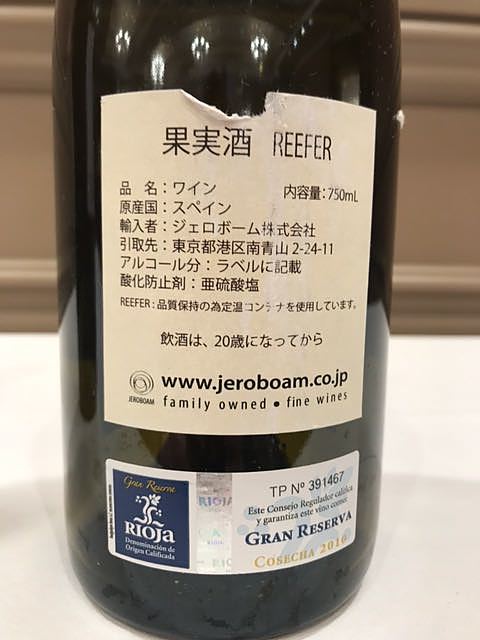 果実酒 REEFER
品 名：ワイン 内容量：750mL
原産国：スペイン
輸入者：ジェロボーム株式会社
引取先：東京都港区南青山 2-24-11
アルコール分：ラベルに記載
酸化防止剤：亜硫酸塩
REEFER：品質保持の為定温コンテナを使用しています。
飲酒は、20歳になってから
JEROBOAM
www.jeroboam.co.jp
family owned • fine wines
Gran Reserva
RIOJA
Denominación de
Origen Calificada
RIOJA
RIOJA
TP Nº 391467
Este Consejo Regulador califica
y garantiza este vino como:
GRAN RESERVA
COSECHA 2016